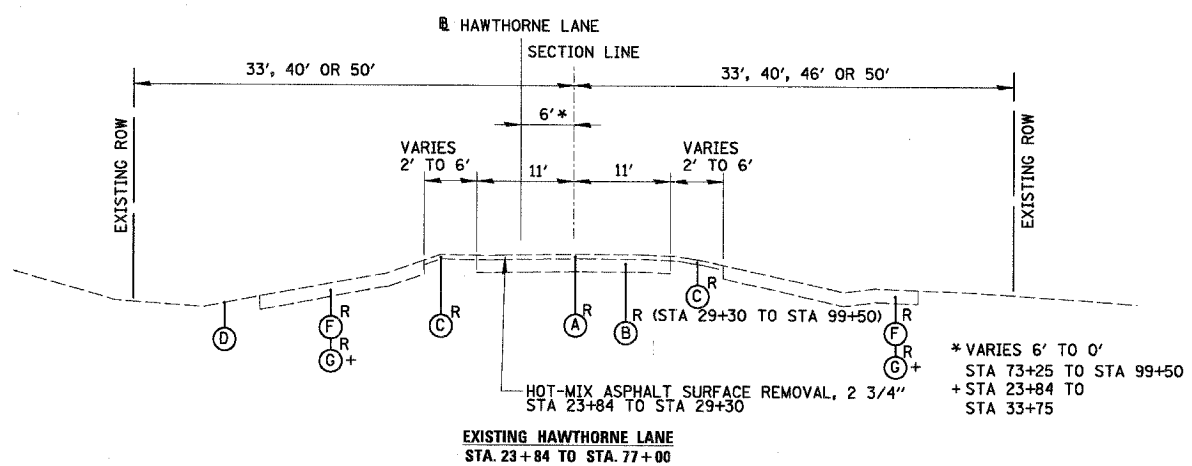 ℄ HAWTHORNE LANE
SECTION LINE
33', 40' OR 50'
33', 40', 46' OR 50'
6'*
VARIES
2' TO 6'
11'
11'
VARIES
2' TO 6'
EXISTING ROW
EXISTING ROW
D
R
F
R
G +
R
C
R
A
R (STA 29+30 TO STA 99+50)
B
R
C
R
F
R
G +
HOT-MIX ASPHALT SURFACE REMOVAL, 2 3/4"
STA 23+84 TO STA 29+30
* VARIES 6' TO 0'
STA 73+25 TO STA 99+50
+ STA 23+84 TO
STA 33+75
EXISTING HAWTHORNE LANE
STA. 23+84 TO STA. 77+00